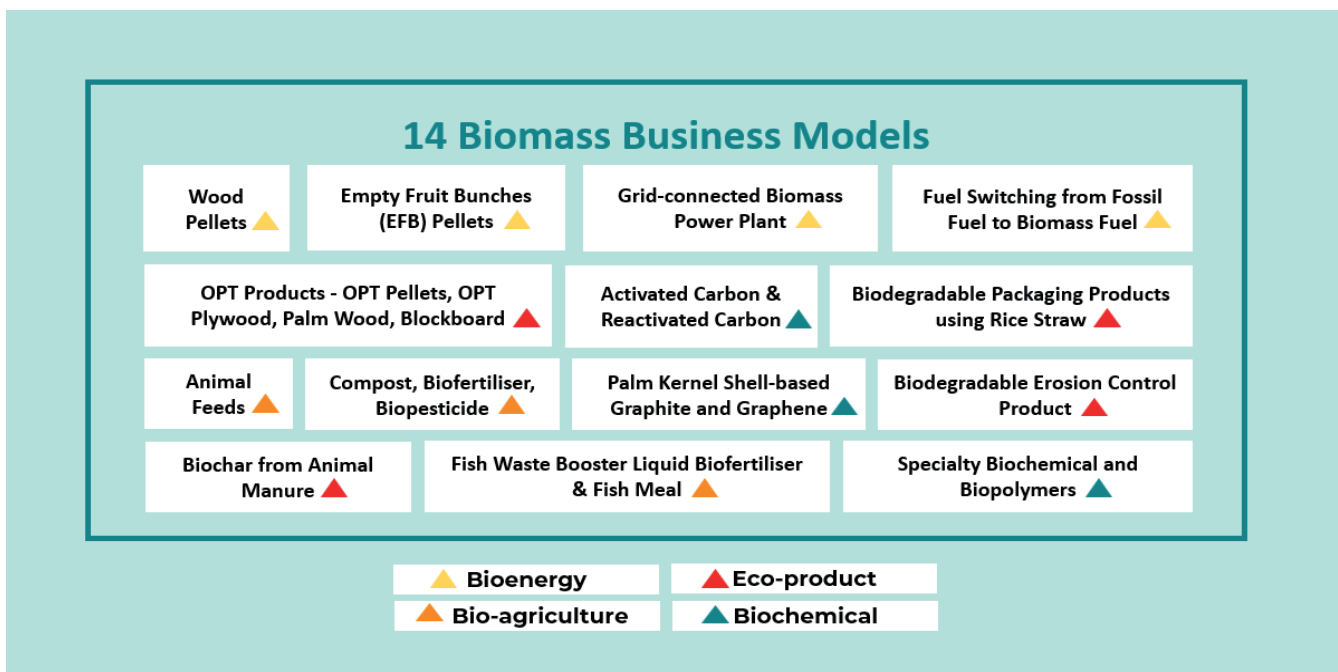 14 Biomass Business Models
Wood
Pellets
Empty Fruit Bunches
(EFB) Pellets
Grid-connected Biomass
Power Plant
Fuel Switching from Fossil
Fuel to Biomass Fuel
OPT Products - OPT Pellets, OPT
Plywood, Palm Wood, Blockboard
Activated Carbon &
Reactivated Carbon
Biodegradable Packaging Products
using Rice Straw
Animal
Feeds
Compost, Biofertiliser,
Biopesticide
Palm Kernel Shell-based
Graphite and Graphene
Biodegradable Erosion Control
Product
Biochar from Animal
Manure
Fish Waste Booster Liquid Biofertiliser
& Fish Meal
Specialty Biochemical and
Biopolymers
Bioenergy
Eco-product
Bio-agriculture
Biochemical